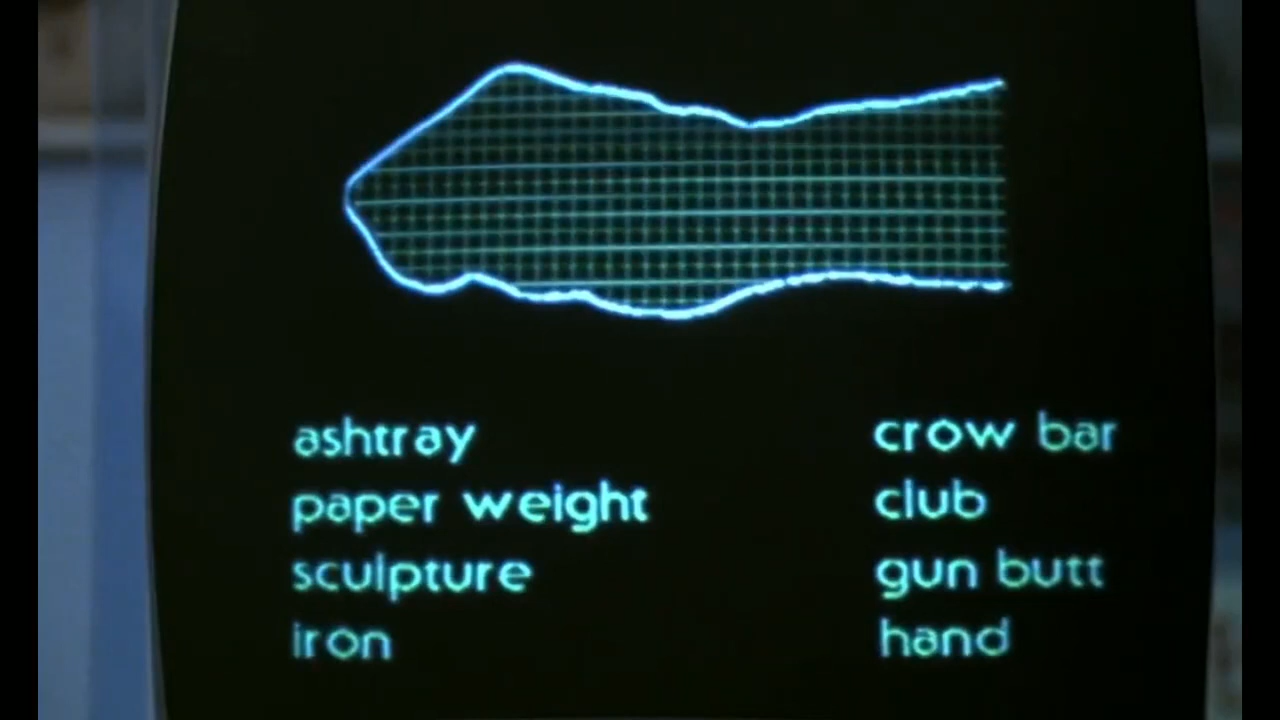 ashtray
paper weight
sculpture
iron
crow bar
club
gun butt
hand